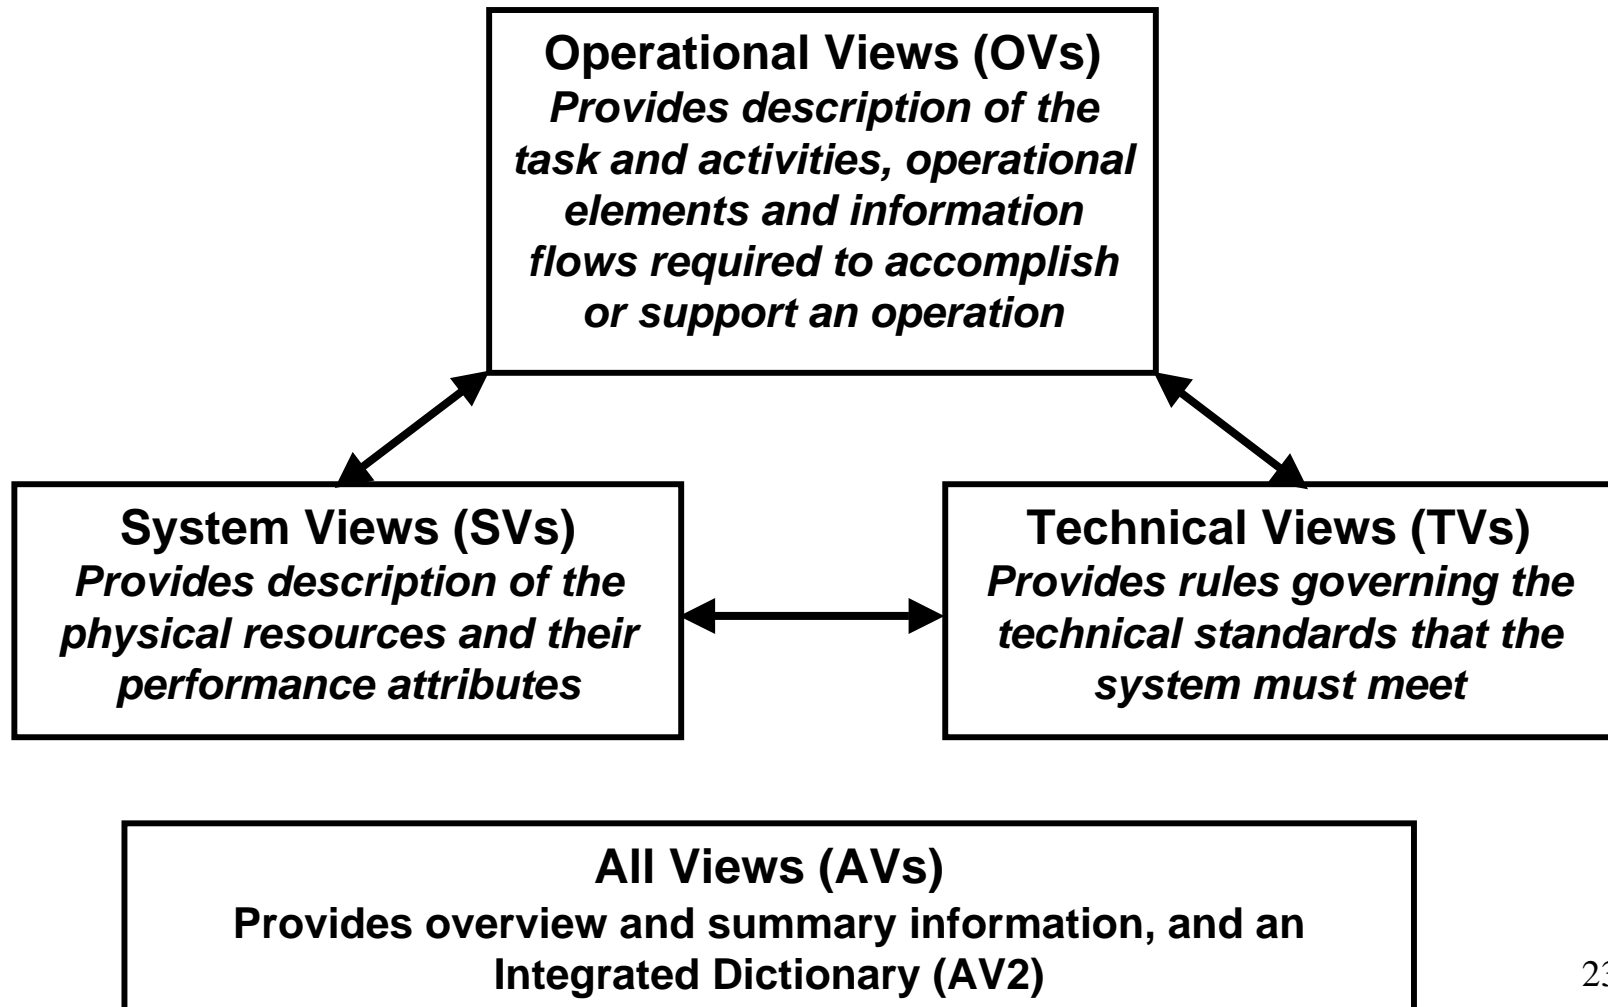 Operational Views (OVs)
Provides description of the
task and activities, operational
elements and information
flows required to accomplish
or support an operation
System Views (SVs)
Provides description of the
physical resources and their
performance attributes
Technical Views (TVs)
Provides rules governing the
technical standards that the
system must meet
All Views (AVs)
Provides overview and summary information, and an
Integrated Dictionary (AV2)
23